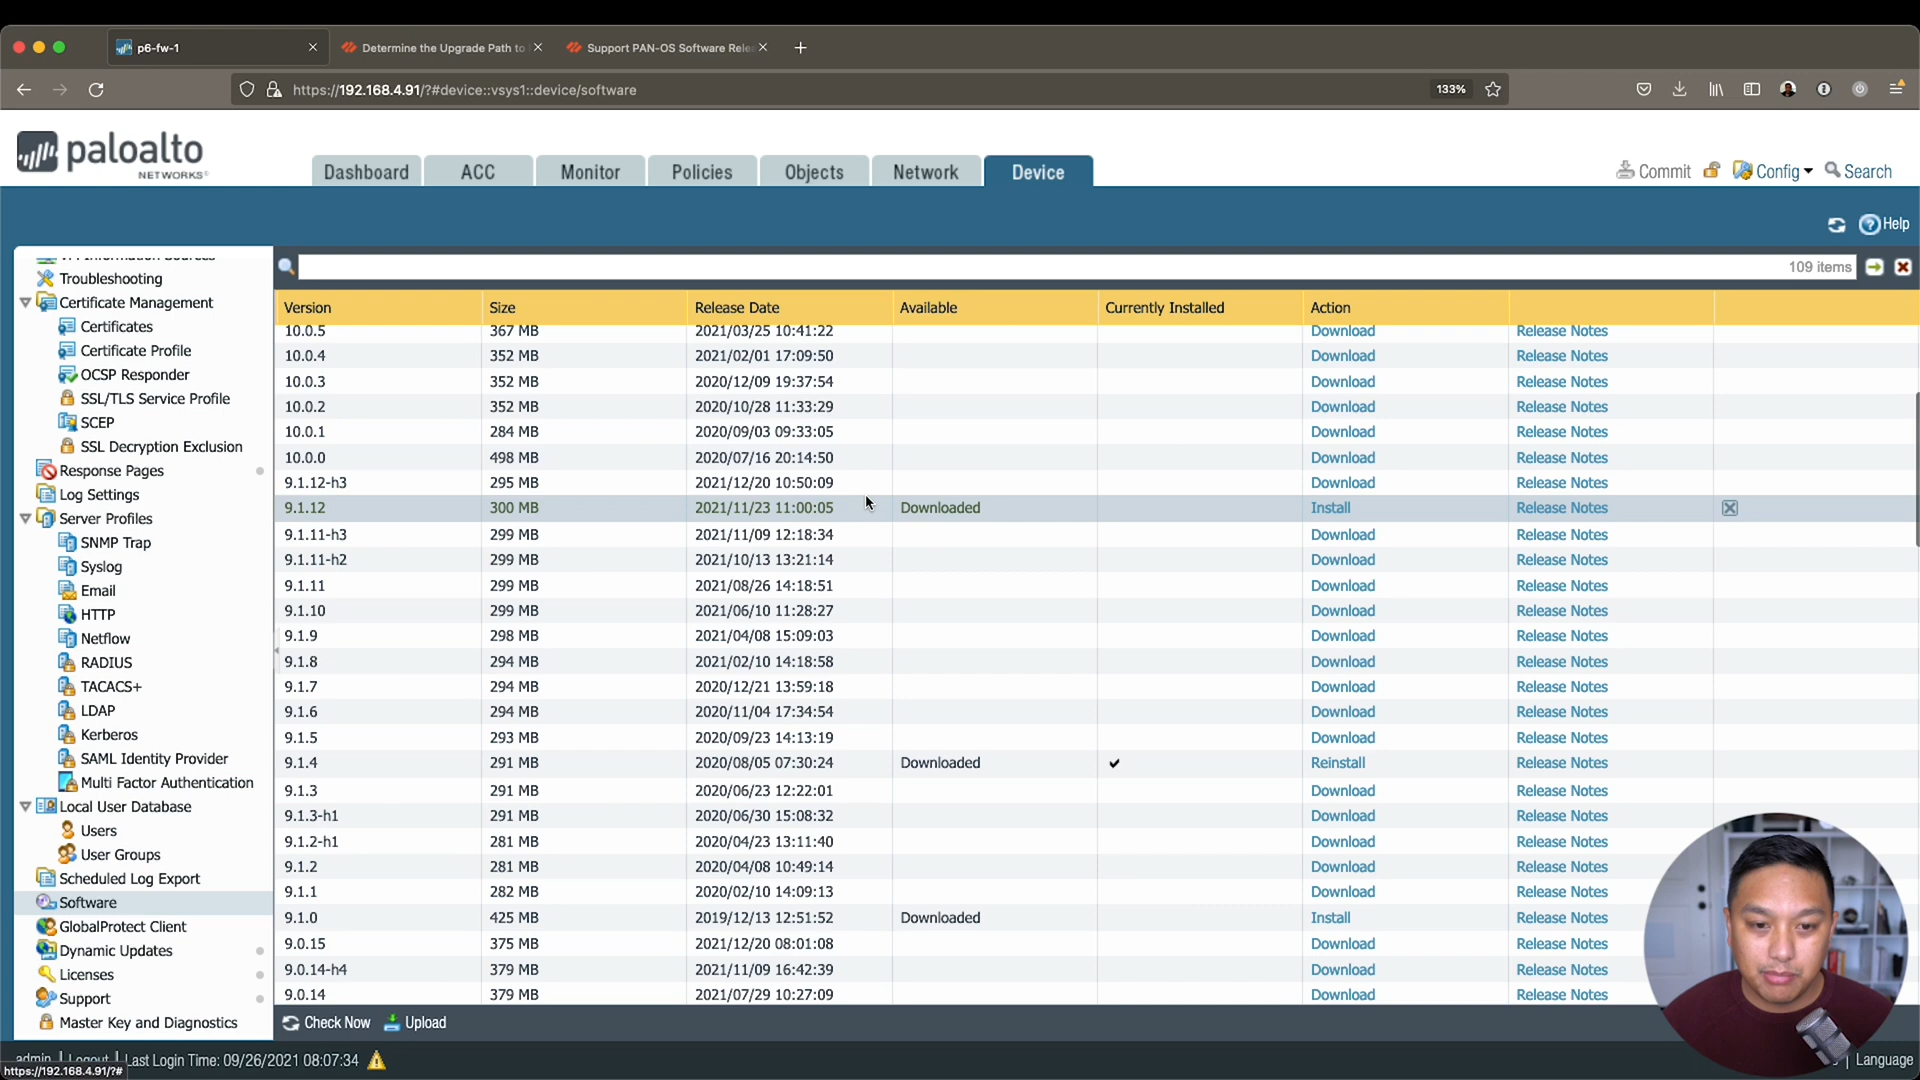 p6-fw-1
Determine the Upgrade Path to
Support PAN-OS Software Rele
https://192.168.4.91/?#device::vsys1::device/software
133%
paloalto
NETWORKS
Dashboard
ACC
Monitor
Policies
Objects
Network
Device
Commit
Config
Search
Help
Troubleshooting
Certificate Management
Certificates
Certificate Profile
OCSP Responder
SSL/TLS Service Profile
SCEP
SSL Decryption Exclusion
Response Pages
Log Settings
Server Profiles
SNMP Trap
Syslog
Email
HTTP
Netflow
RADIUS
TACACS+
LDAP
Kerberos
SAML Identity Provider
Multi Factor Authentication
Local User Database
Users
User Groups
Scheduled Log Export
Software
GlobalProtect Client
Dynamic Updates
Licenses
Support
Master Key and Diagnostics
109 items
Version Size Release Date Available Currently Installed Action
10.0.5 367 MB 2021/03/25 10:41:22 Download Release Notes
10.0.4 352 MB 2021/02/01 17:09:50 Download Release Notes
10.0.3 352 MB 2020/12/09 19:37:54 Download Release Notes
10.0.2 352 MB 2020/10/28 11:33:29 Download Release Notes
10.0.1 284 MB 2020/09/03 09:33:05 Download Release Notes
10.0.0 498 MB 2020/07/16 20:14:50 Download Release Notes
9.1.12-h3 295 MB 2021/12/20 10:50:09 Download Release Notes
9.1.12 300 MB 2021/11/23 11:00:05 Downloaded Install Release Notes
9.1.11-h3 299 MB 2021/11/09 12:18:34 Download Release Notes
9.1.11-h2 299 MB 2021/10/13 13:21:14 Download Release Notes
9.1.11 299 MB 2021/08/26 14:18:51 Download Release Notes
9.1.10 299 MB 2021/06/10 11:28:27 Download Release Notes
9.1.9 298 MB 2021/04/08 15:09:03 Download Release Notes
9.1.8 294 MB 2021/02/10 14:18:58 Download Release Notes
9.1.7 294 MB 2020/12/21 13:59:18 Download Release Notes
9.1.6 294 MB 2020/11/04 17:34:54 Download Release Notes
9.1.5 293 MB 2020/09/23 14:13:19 Download Release Notes
9.1.4 291 MB 2020/08/05 07:30:24 Downloaded ✔ Reinstall Release Notes
9.1.3 291 MB 2020/06/23 12:22:01 Download Release Notes
9.1.3-h1 291 MB 2020/06/30 15:08:32 Download Release Notes
9.1.2-h1 281 MB 2020/04/23 13:11:40 Download Release Notes
9.1.2 281 MB 2020/04/08 10:49:14 Download Release Notes
9.1.1 282 MB 2020/02/10 14:09:13 Download Release Notes
9.1.0 425 MB 2019/12/13 12:51:52 Downloaded Install Release Notes
9.0.15 375 MB 2021/12/20 08:01:08 Download Release Notes
9.0.14-h4 379 MB 2021/11/09 16:42:39 Download Release Notes
9.0.14 379 MB 2021/07/29 10:27:09 Download Release Notes
Check Now Upload
admin | Logout | Last Login Time: 09/26/2021 08:07:34
| Language
https://192.168.4.91/?#